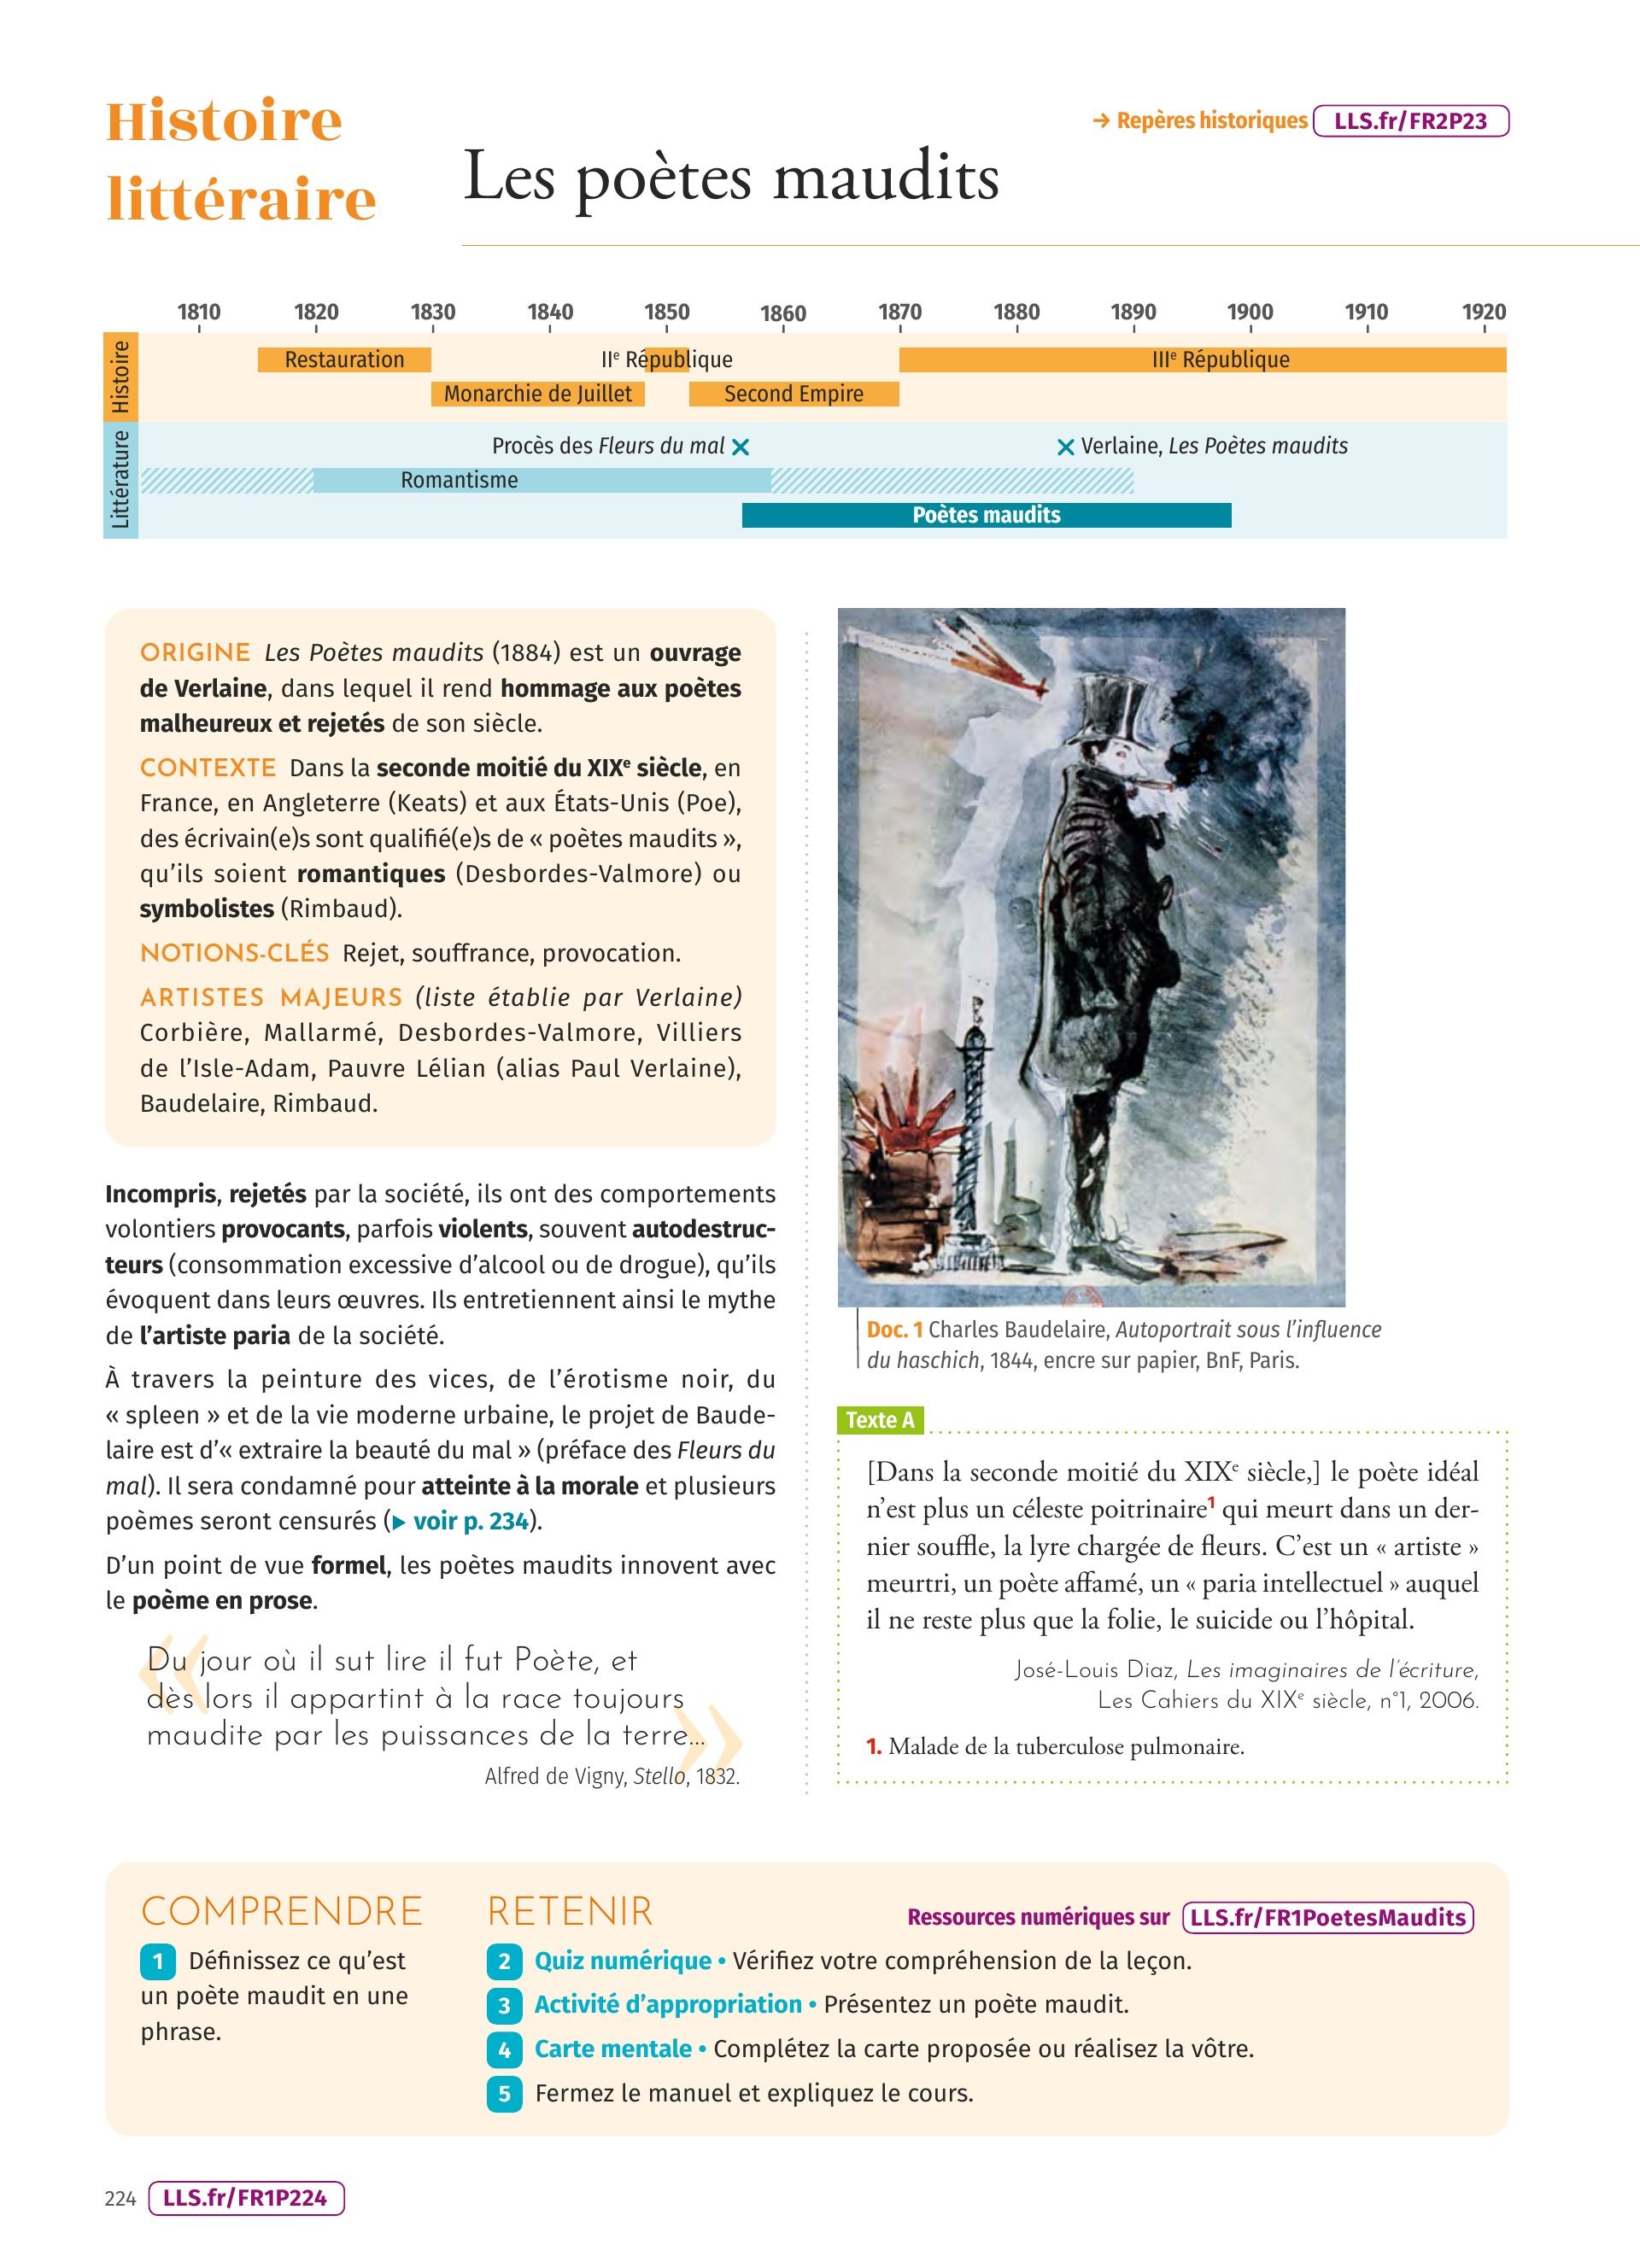 Histoire
littéraire
Les poètes maudits
→ Repères historiques LLS.fr/FR2P23
1810 1820 1830 1840 1850 1860 1870 1880 1890 1900 1910 1920
Histoire
Restauration IIe République IIIe République
Monarchie de Juillet Second Empire
Littérature
Procès des Fleurs du mal × × Verlaine, Les Poètes maudits
Romantisme
Poètes maudits
ORIGINE Les Poètes maudits (1884) est un ouvrage
de Verlaine, dans lequel il rend hommage aux poètes
malheureux et rejetés de son siècle.
CONTEXTE Dans la seconde moitié du XIXe siècle, en
France, en Angleterre (Keats) et aux États-Unis (Poe),
des écrivain(e)s sont qualifié(e)s de « poètes maudits »,
qu’ils soient romantiques (Desbordes-Valmore) ou
symbolistes (Rimbaud).
NOTIONS-CLÉS Rejet, souffrance, provocation.
ARTISTES MAJEURS (liste établie par Verlaine)
Corbière, Mallarmé, Desbordes-Valmore, Villiers
de l’Isle-Adam, Pauvre Lélian (alias Paul Verlaine),
Baudelaire, Rimbaud.
Incompris, rejetés par la société, ils ont des comportements
volontiers provocants, parfois violents, souvent autodestruc-
teurs (consommation excessive d’alcool ou de drogue), qu’ils
évoquent dans leurs œuvres. Ils entretiennent ainsi le mythe
de l’artiste paria de la société.
À travers la peinture des vices, de l’érotisme noir, du
« spleen » et de la vie moderne urbaine, le projet de Baude-
laire est d’« extraire la beauté du mal » (préface des Fleurs du
mal). Il sera condamné pour atteinte à la morale et plusieurs
poèmes seront censurés (▶ voir p. 234).
D’un point de vue formel, les poètes maudits innovent avec
le poème en prose.
« Du jour où il sut lire il fut Poète, et
dès lors il appartint à la race toujours
maudite par les puissances de la terre... »
Alfred de Vigny, Stello, 1832.
Doc. 1 Charles Baudelaire, Autoportrait sous l’influence
du haschich, 1844, encre sur papier, BnF, Paris.
Texte A
[Dans la seconde moitié du XIXe siècle,] le poète idéal
n’est plus un céleste poitrinaire1 qui meurt dans un der-
nier souffle, la lyre chargée de fleurs. C’est un « artiste »
meurtri, un poète affamé, un « paria intellectuel » auquel
il ne reste plus que la folie, le suicide ou l’hôpital.
José-Louis Diaz, Les imaginaires de l’écriture,
Les Cahiers du XIXe siècle, n°1, 2006.
1. Malade de la tuberculose pulmonaire.
COMPRENDRE
1 Définissez ce qu’est
un poète maudit en une
phrase.
RETENIR
Ressources numériques sur LLS.fr/FR1PoetesMaudits
2 Quiz numérique • Vérifiez votre compréhension de la leçon.
3 Activité d’appropriation • Présentez un poète maudit.
4 Carte mentale • Complétez la carte proposée ou réalisez la vôtre.
5 Fermez le manuel et expliquez le cours.
224 LLS.fr/FR1P224